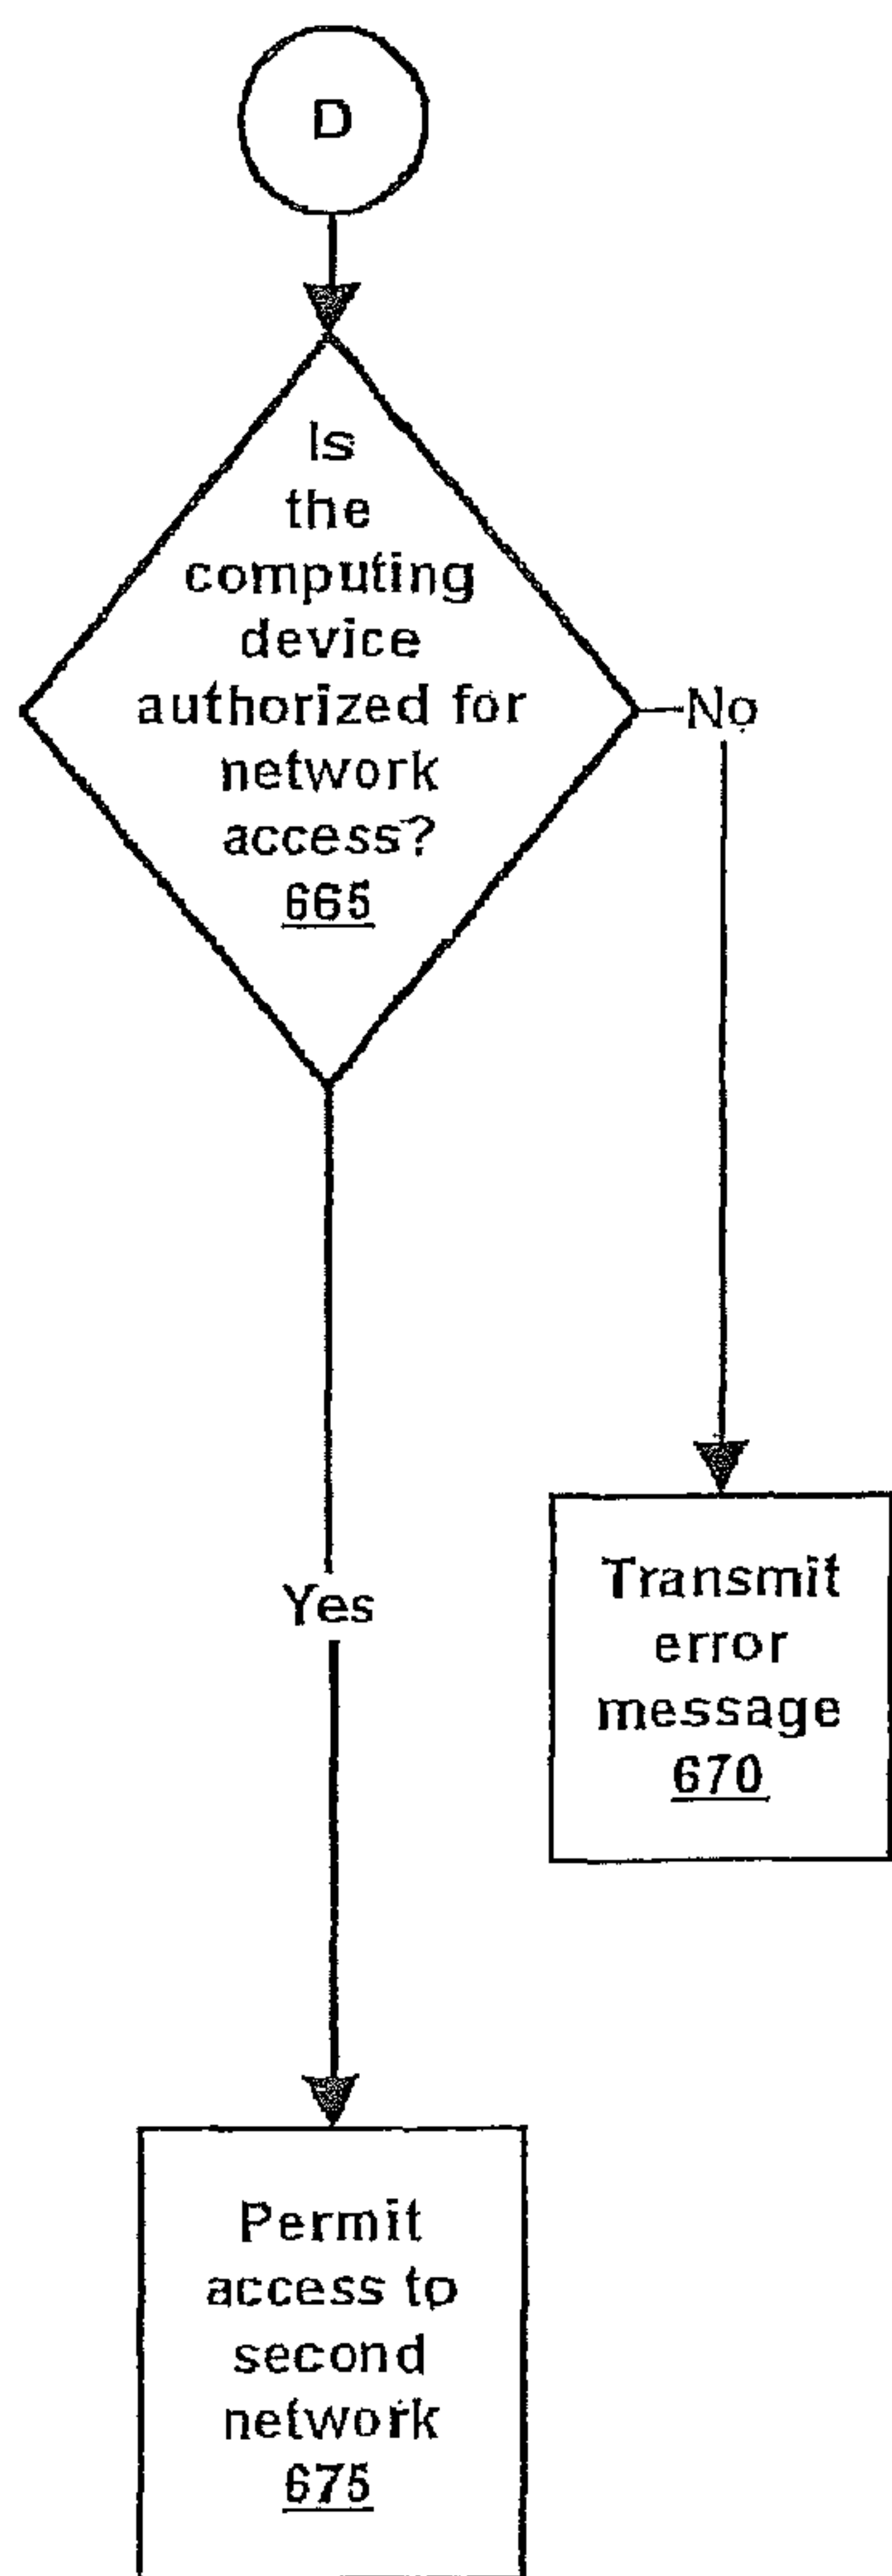 D
Is
the
computing
device
authorized for
network
access?
665
No
Yes
Transmit
error
message
670
Permit
access to
second
network
675